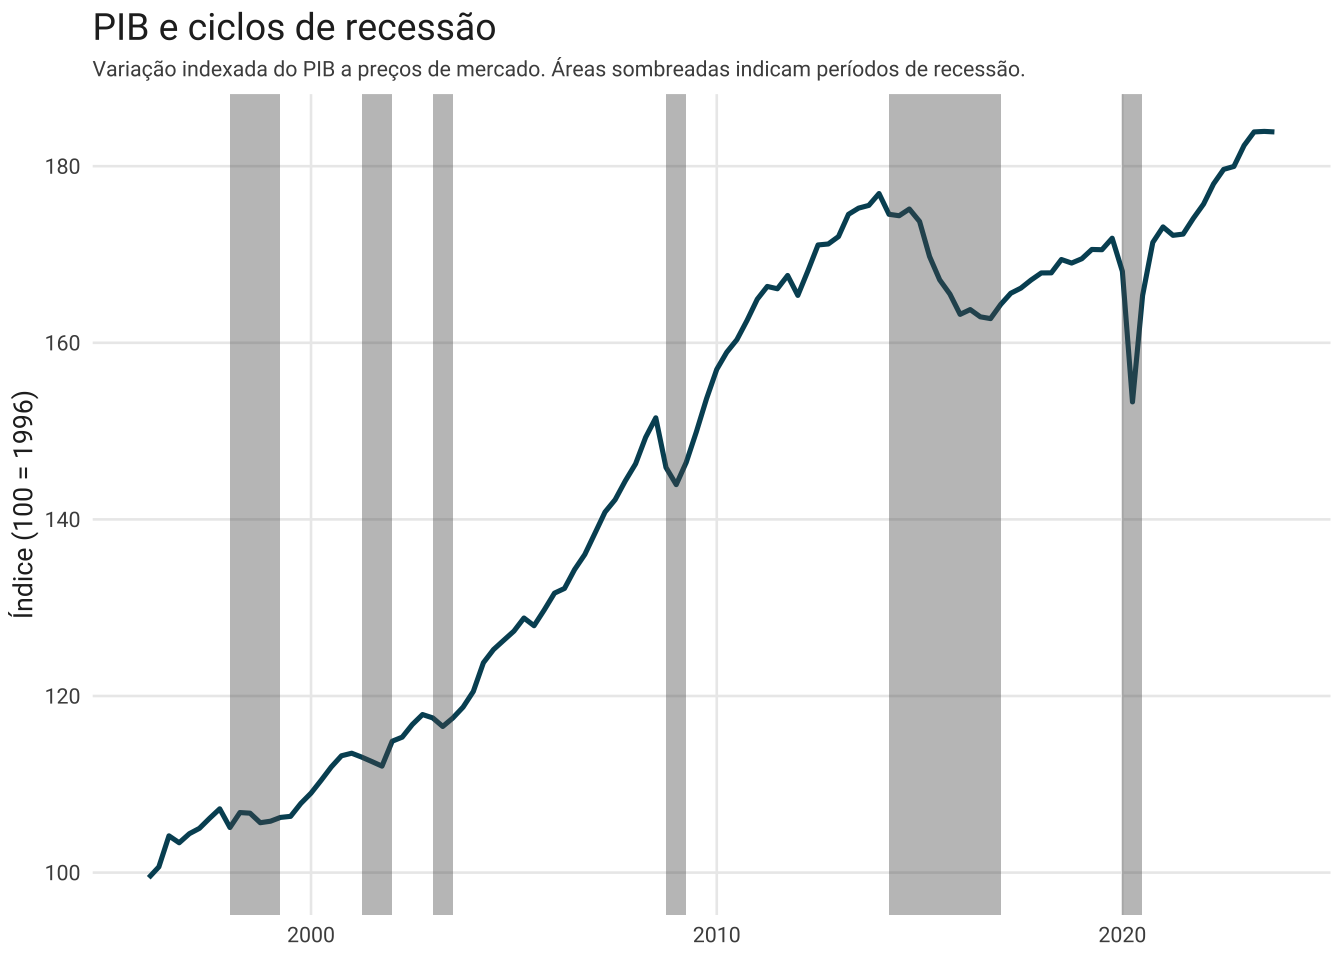 PIB e ciclos de recessão
Variação indexada do PIB a preços de mercado. Áreas sombreadas indicam períodos de recessão.
Índice (100 = 1996)
180
160
140
120
100
2000
2010
2020